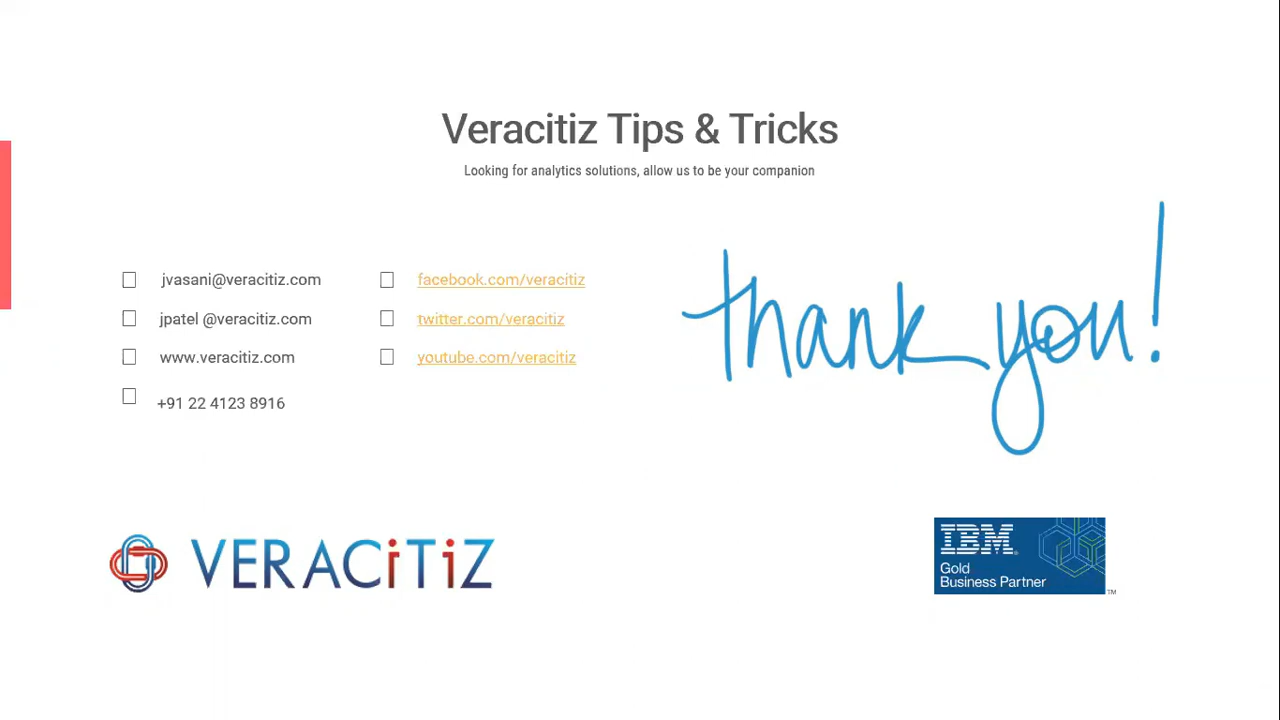 Veracitiz Tips & Tricks
Looking for analytics solutions, allow us to be your companion
jvasani@veracitiz.com
jpatel @veracitiz.com
www.veracitiz.com
+91 22 4123 8916
facebook.com/veracitiz
twitter.com/veracitiz
youtube.com/veracitiz
thank you!
VERACiTiZ
IBM®
Gold
Business Partner
™